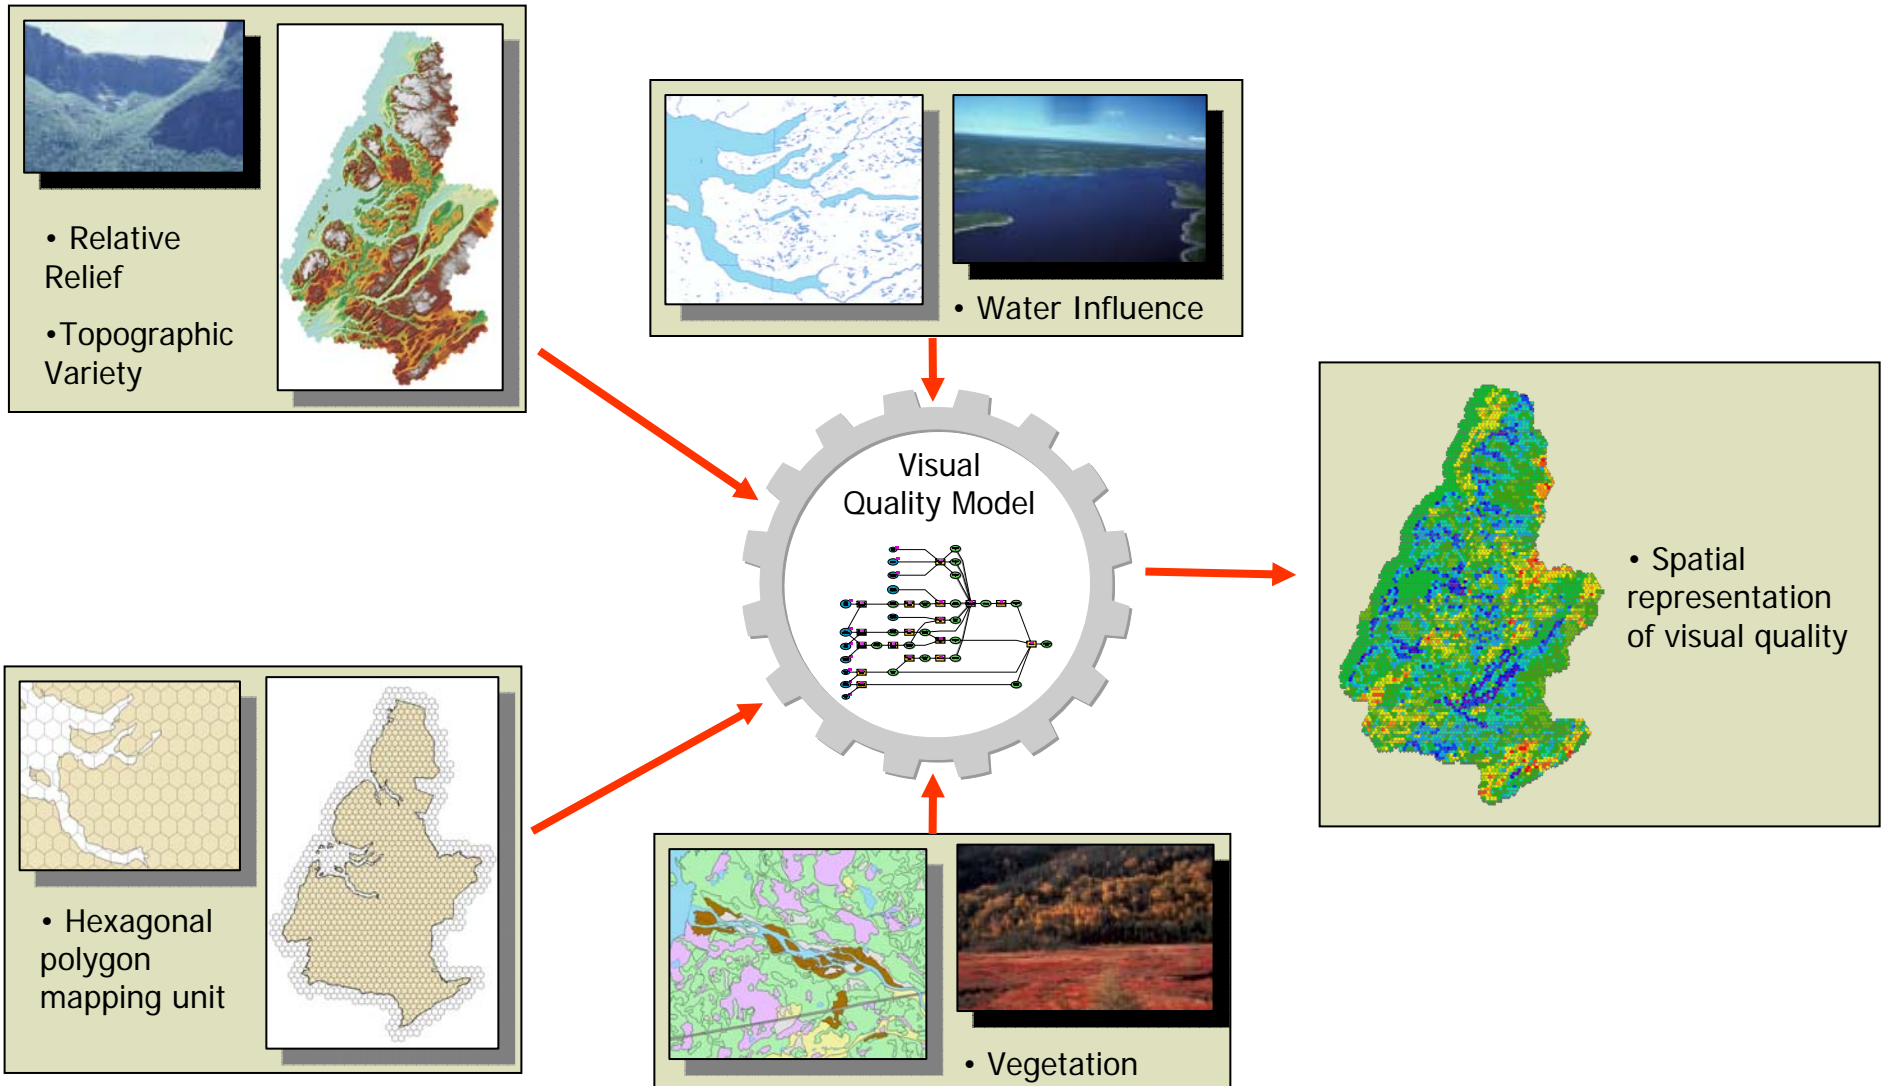 • Relative
Relief
•Topographic
Variety
• Water Influence
Visual
Quality Model
• Spatial
representation
of visual quality
• Hexagonal
polygon
mapping unit
• Vegetation